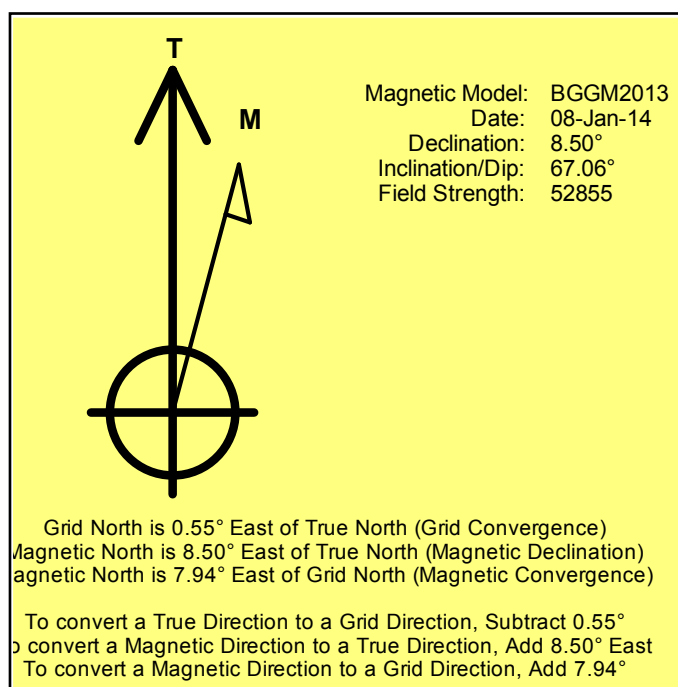 T
M
Magnetic Model: BGGM2013
Date: 08-Jan-14
Declination: 8.50°
Inclination/Dip: 67.06°
Field Strength: 52855
Grid North is 0.55° East of True North (Grid Convergence)
Magnetic North is 8.50° East of True North (Magnetic Declination)
agnetic North is 7.94° East of Grid North (Magnetic Convergence)
To convert a True Direction to a Grid Direction, Subtract 0.55°
o convert a Magnetic Direction to a True Direction, Add 8.50° East
To convert a Magnetic Direction to a Grid Direction, Add 7.94°